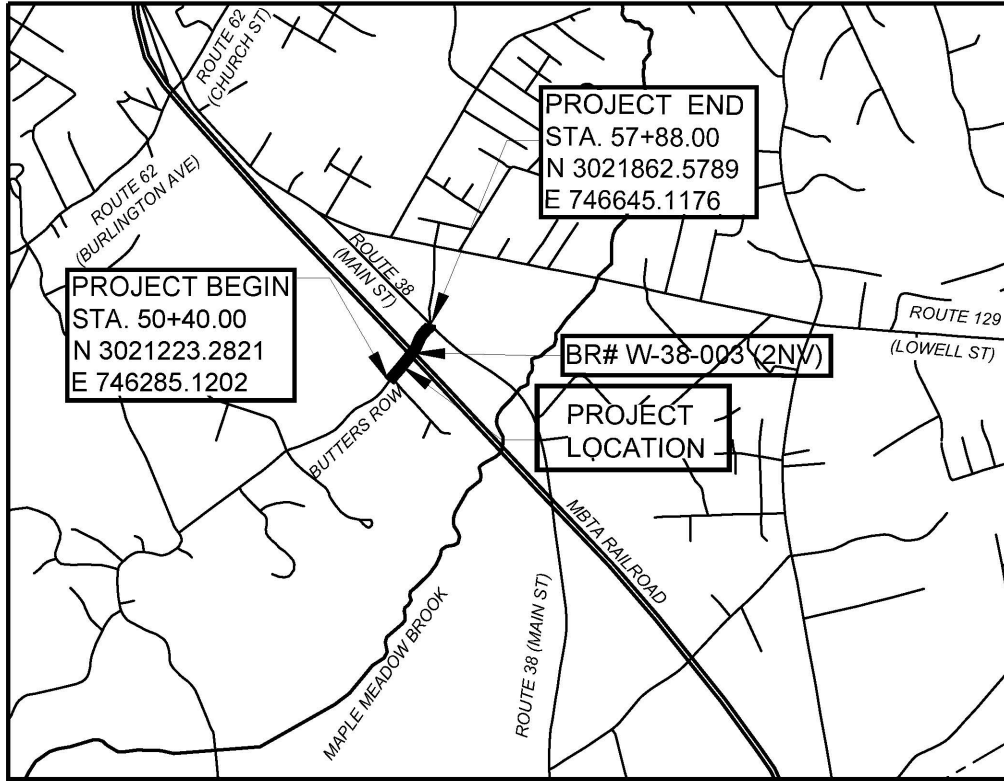 ROUTE 62
(CHURCH ST)
PROJECT END
STA. 57+88.00
N 3021862.5789
E 746645.1176
ROUTE 62
(BURLINGTON AVE)
ROUTE 38
(MAIN ST)
PROJECT BEGIN
STA. 50+40.00
N 3021223.2821
E 746285.1202
ROUTE 129
(LOWELL ST)
BR# W-38-003 (2NV)
BUTTERS ROW
PROJECT
LOCATION
MBTA RAILROAD
MAPLE MEADOW BROOK
ROUTE 38 (MAIN ST)